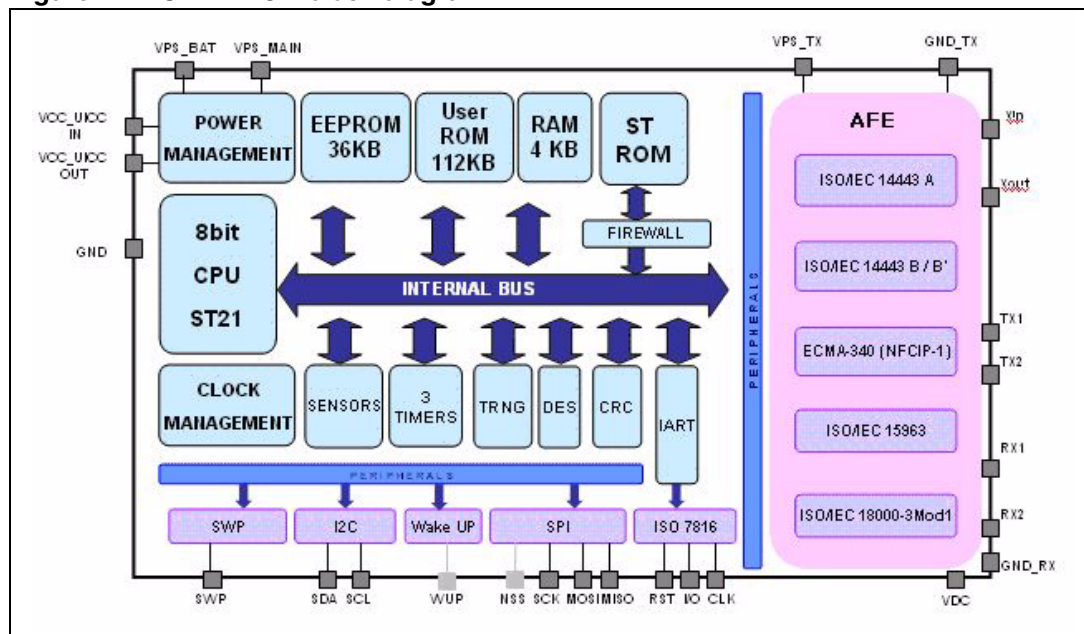 VPS_BAT VPS_MAIN VPS_TX GND_TX
VCC_UICC
IN
VCC_UICC
OUT
GND
POWER
MANAGEMENT
EEPROM
36KB
User
ROM
112KB
RAM
4 KB
ST
ROM
FIREWALL
8bit
CPU
ST21
INTERNAL BUS
CLOCK
MANAGEMENT
SENSORS
3
TIMERS
TRNG
DES
CRC
IART
PERIPHERALS
SWP
I2C
Wake UP
SPI
ISO 7816
SWP SDA SCL WUP NSS SCK MOSI MISO RST I/O CLK
PERIPHERALS
AFE
ISO/IEC 14443 A
ISO/IEC 14443 B / B'
ECMA-340 (NFCIP-1)
ISO/IEC 15963
ISO/IEC 18000-3Mod1
Xin
Xout
TX1
TX2
RX1
RX2
GND_RX
VDC